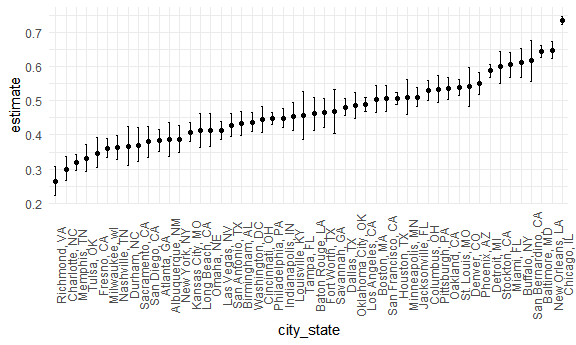 0.7
0.6
0.5
0.4
0.3
0.2
estimate
Richmond, VA
Charlotte, NC
Memphis, TN
Tulsa, OK
Fresno, CA
Milwaukee, wI
Nashville, TN
Durham, NC
Sacramento, CA
San Diego, CA
Atlanta, GA
Albuquerque, NM
New York, NY
Kansas City, MO
Long Beach, CA
Omaha, NE
Las Vegas, NV
San Antonio, TX
Birmingham, AL
Washington, DC
Cincinnati, OH
Philadelphia, PA
Indianapolis, IN
Louisville, KY
Tampa, FL
Baton Rouge, LA
Fort Worth, TX
Savannah, GA
Dallas, TX
Oklahoma City, OK
Los Angeles, CA
Boston, MA
San Francisco, CA
Houston, TX
Minneapolis, MN
Jacksonville, FL
Columbus, OH
Pittsburgh, PA
Oakland, CA
St. Louis, MO
Denver, CO
Phoenix, AZ
Detroit, MI
Stockton, CA
Miami, FL
Buffalo, NY
San Bernardino, CA
Baltimore, MD
New Orleans, LA
Chicago, IL
city_state